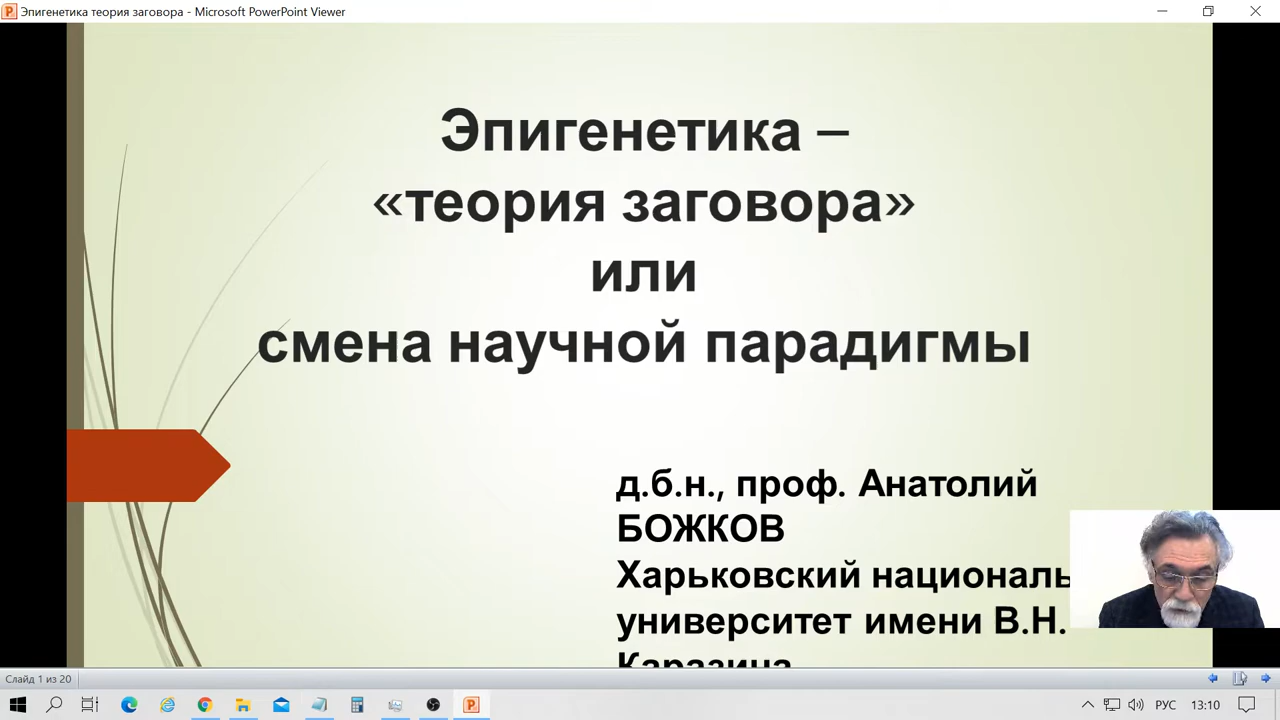 Эпигенетика теория заговора - Microsoft PowerPoint Viewer
Эпигенетика –
«теория заговора»
или
смена научной парадигмы
д.б.н., проф. Анатолий
БОЖКОВ
Харьковский националь
университет имени В.Н.
Каразина
Слайд 1 из 20
РУС 13:10